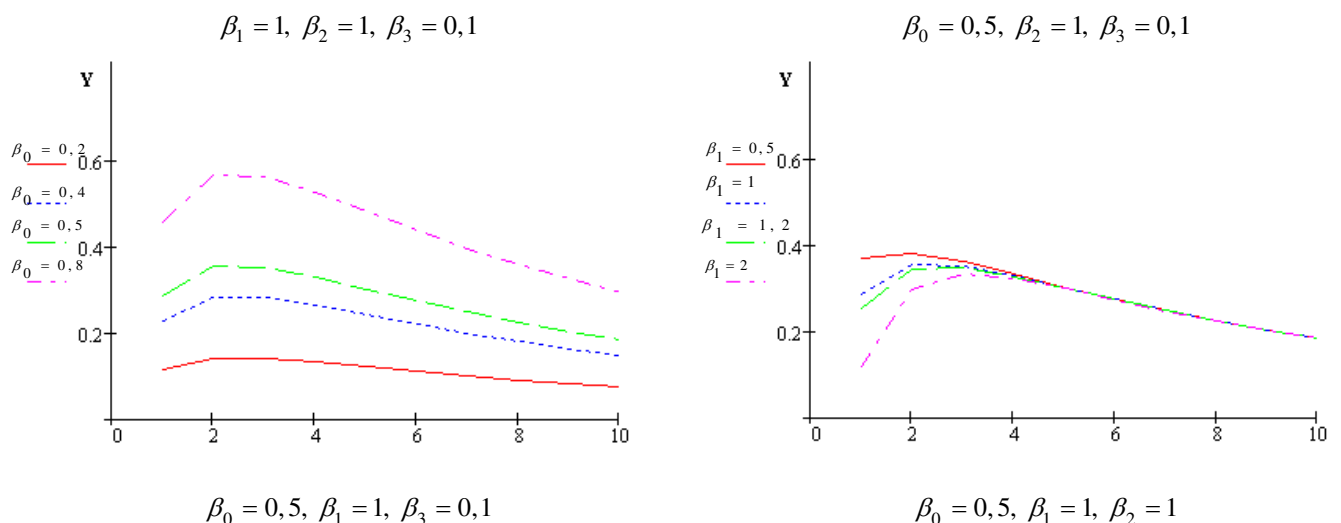 β₁ = 1, β₂ = 1, β₃ = 0,1
Y
β₀ = 0,2
0.6
β₀ = 0,4
β₀ = 0,5
0.4
β₀ = 0,8
0.2
0 2 4 6 8 10
β₀ = 0,5, β₂ = 1, β₃ = 0,1
Y
β₁ = 0,5
0.6
β₁ = 1
β₁ = 1,2
0.4
β₁ = 2
0.2
0 2 4 6 8 10
β₀ = 0,5, β₁ = 1, β₃ = 0,1
β₀ = 0,5, β₁ = 1, β₂ = 1